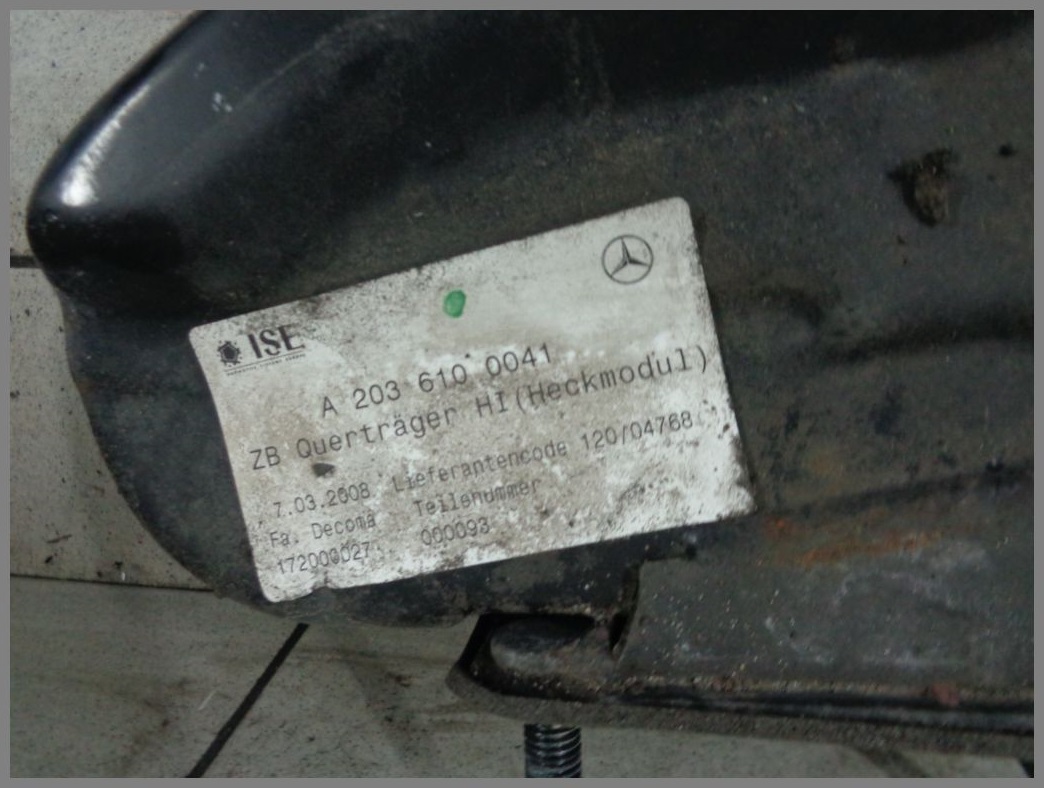 ISE
A 203 610 0041
ZB Querträger HI(Heckmodul)
7.03.2008 Lieferantencode 120/04768
Fa. Decoma Teilenummer
172000027 000093